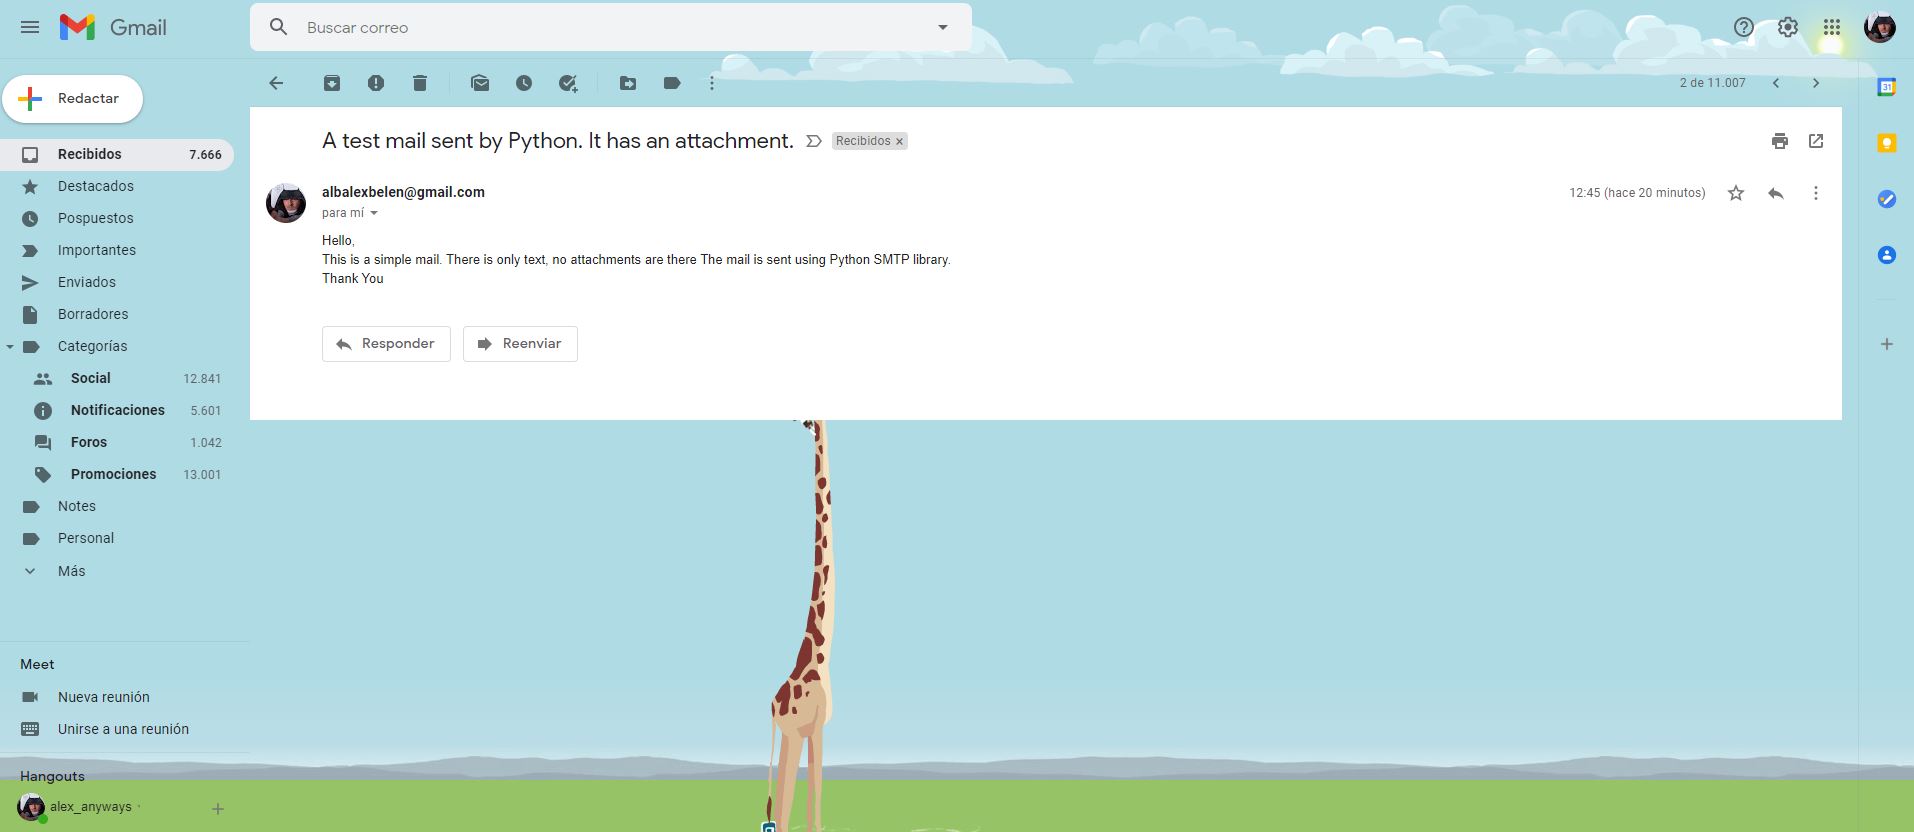 Gmail
Buscar correo
Redactar
2 de 11.007
31
Recibidos 7.666
Destacados
Pospuestos
Importantes
Enviados
Borradores
Categorías
Social 12.841
Notificaciones 5.601
Foros 1.042
Promociones 13.001
Notes
Personal
Más
Meet
Nueva reunión
Unirse a una reunión
Hangouts
alex_anyways
A test mail sent by Python. It has an attachment. Recibidos x
albalexbelen@gmail.com 12:45 (hace 20 minutos)
para mí
Hello,
This is a simple mail. There is only text, no attachments are there The mail is sent using Python SMTP library.
Thank You
Responder Reenviar